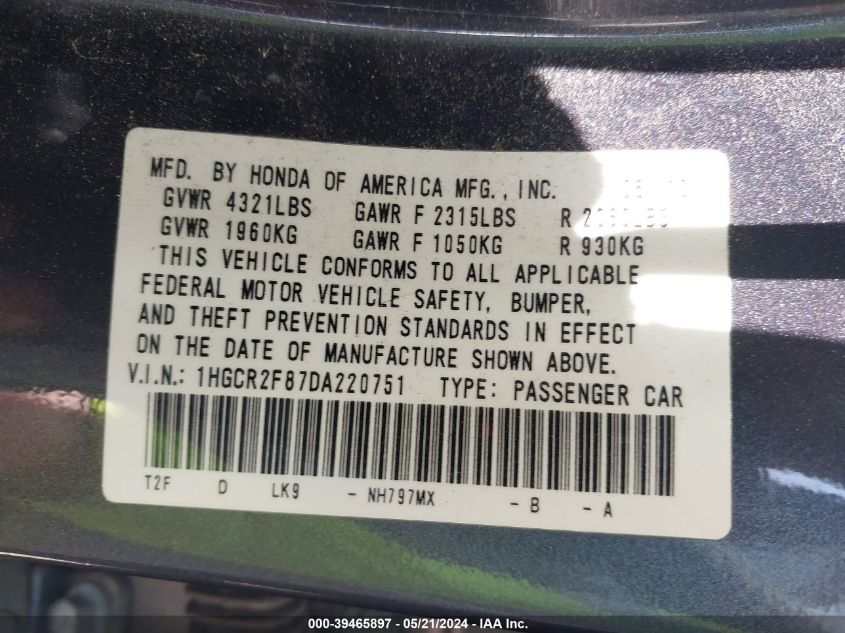 MFD. BY HONDA OF AMERICA MFG., INC.
GVWR 4321LBS GAWR F 2315LBS R
GVWR 1960KG GAWR F 1050KG R 930KG
THIS VEHICLE CONFORMS TO ALL APPLICABLE
FEDERAL MOTOR VEHICLE SAFETY, BUMPER,
AND THEFT PREVENTION STANDARDS IN EFFECT
ON THE DATE OF MANUFACTURE SHOWN ABOVE.
V.I.N.: 1HGCR2F87DA220751 TYPE: PASSENGER CAR
T2F D LK9 - NH797MX - B - A
000-39465897 - 05/21/2024 - IAAI.COM